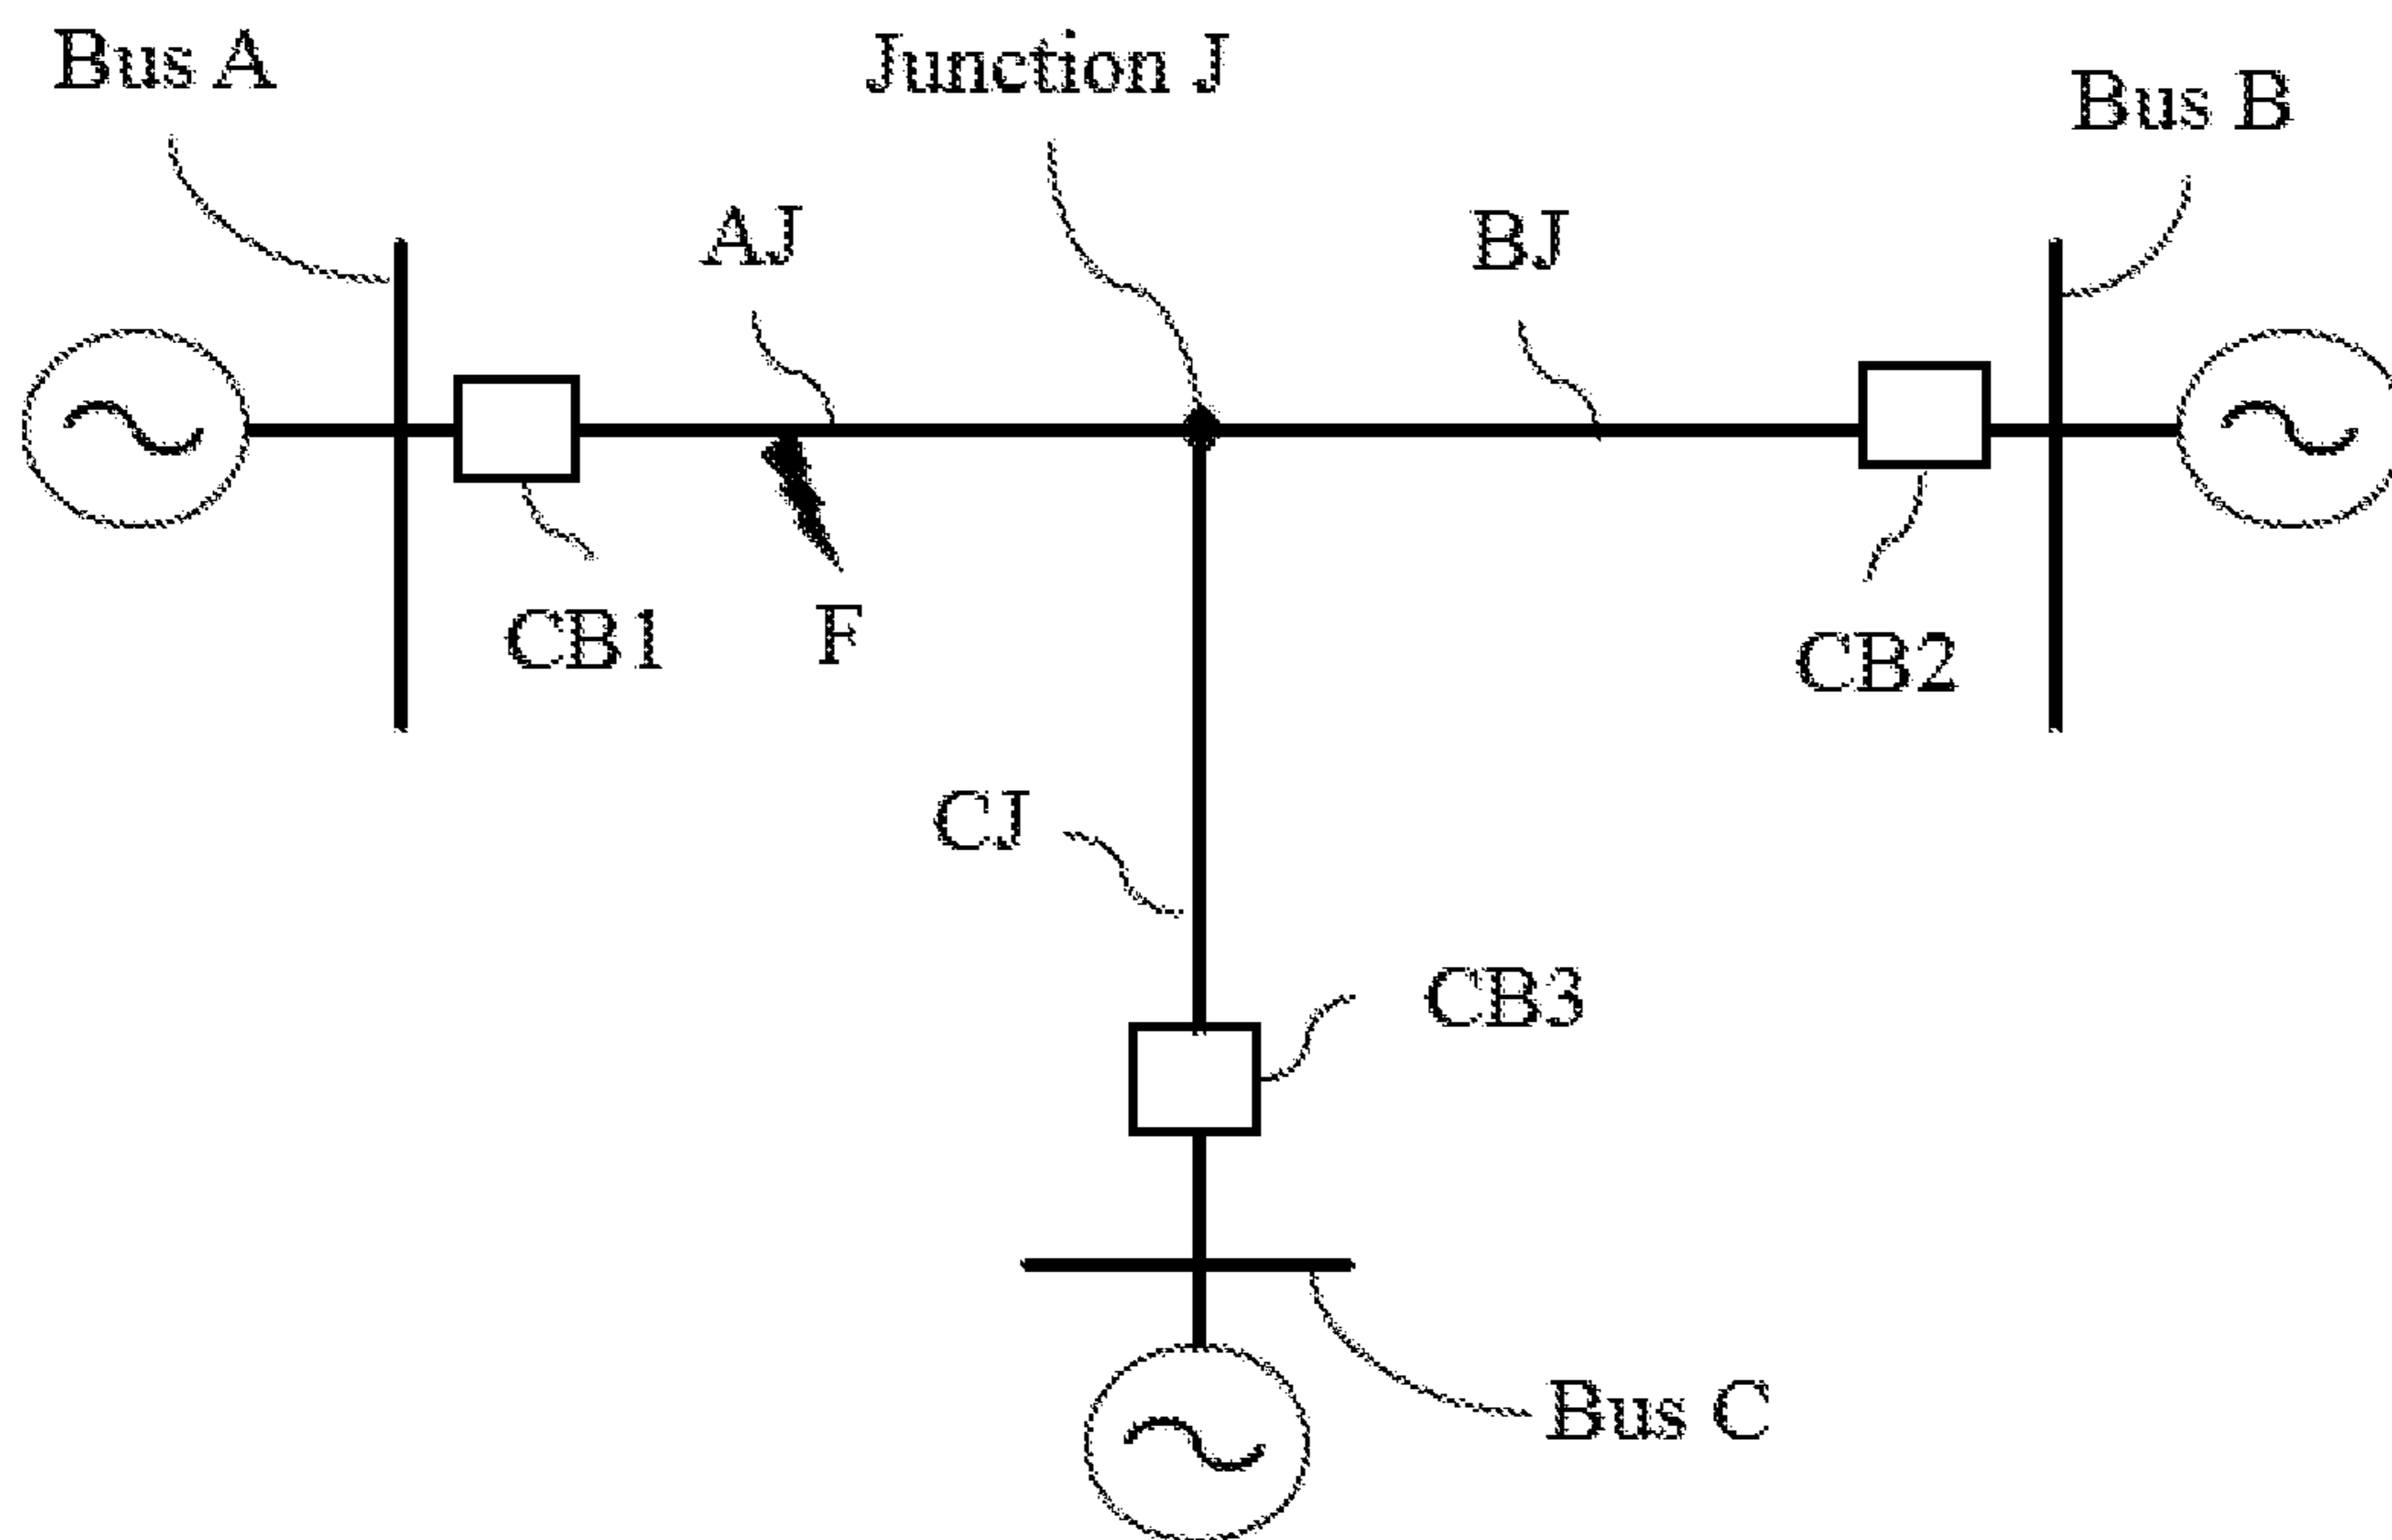 Bus A
Junction J
Bus B
AJ
BJ
CB1
F
CB2
CJ
CB3
Bus C